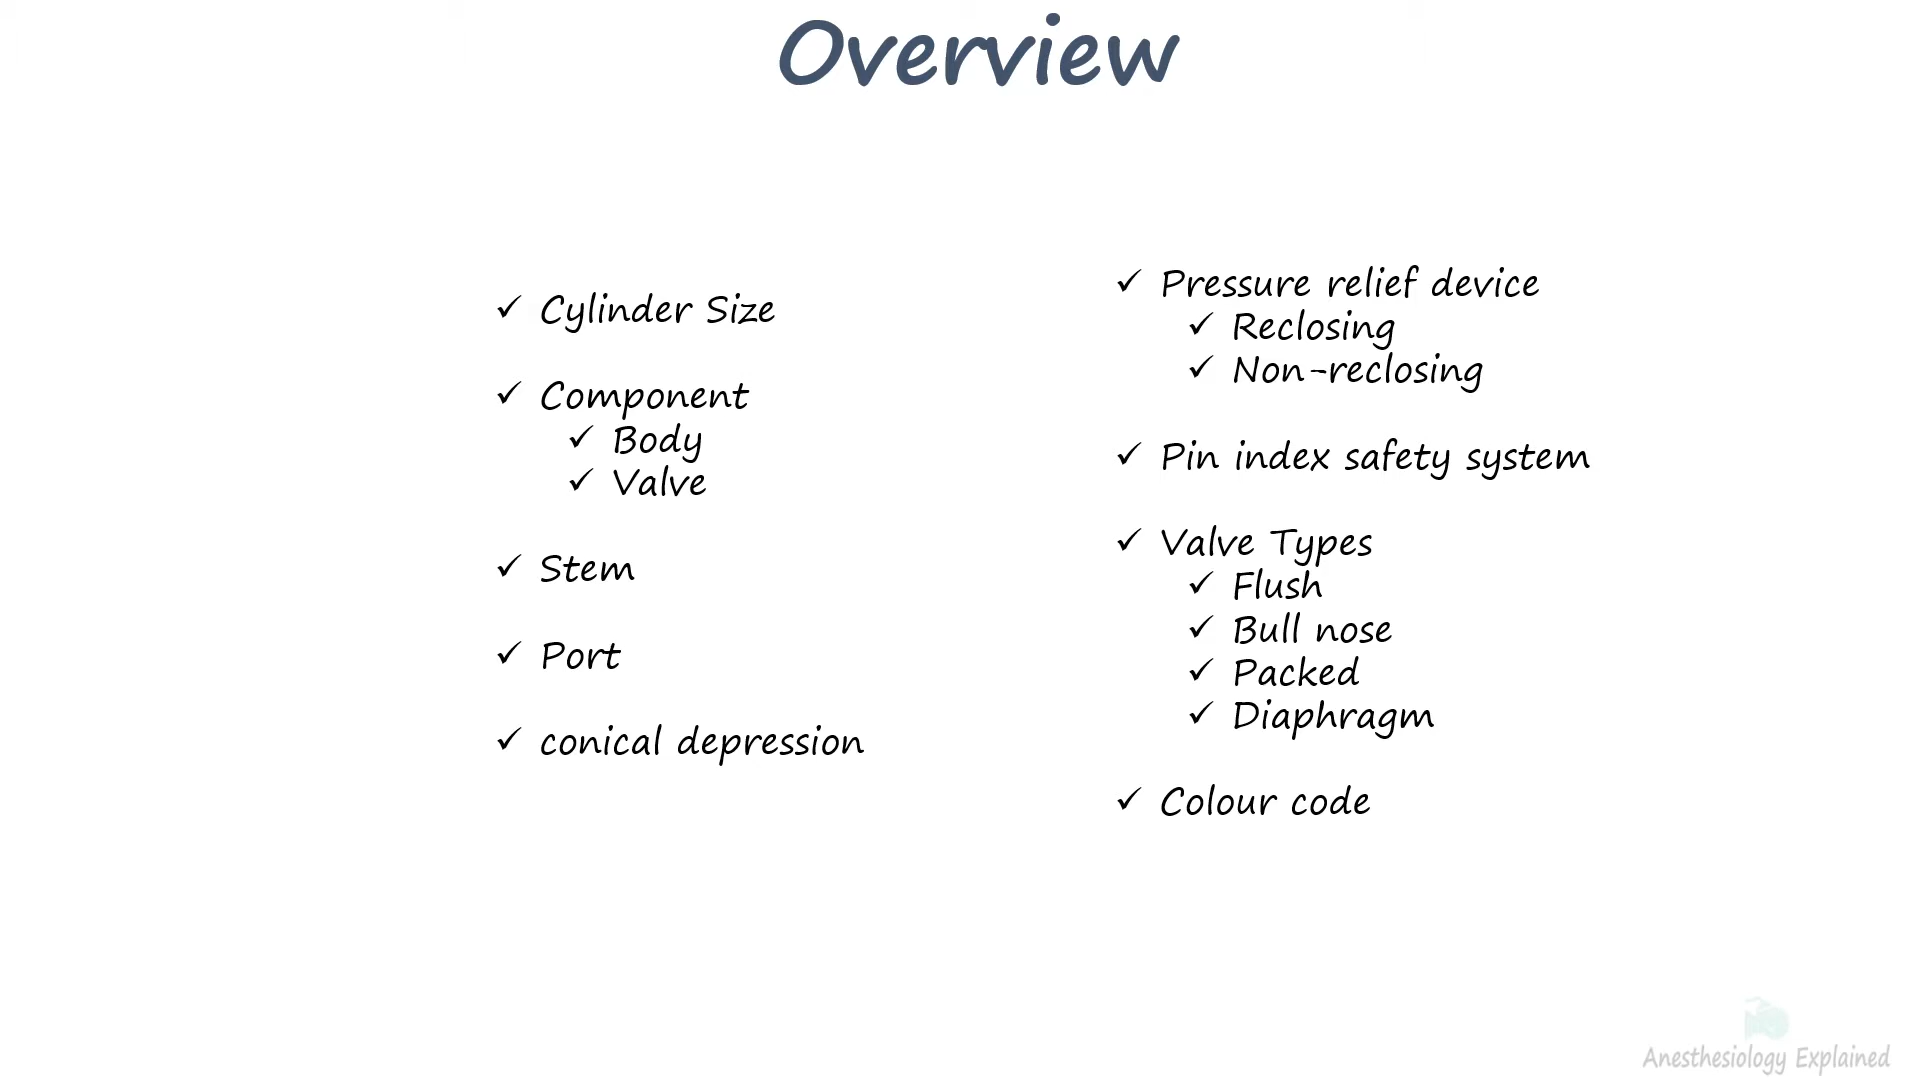 Overview
✓ Cylinder Size
✓ Component
✓ Body
✓ Valve
✓ Stem
✓ Port
✓ conical depression
✓ Pressure relief device
✓ Reclosing
✓ Non-reclosing
✓ Pin index safety system
✓ Valve Types
✓ Flush
✓ Bull nose
✓ Packed
✓ Diaphragm
✓ Colour code
Anesthesiology Explained